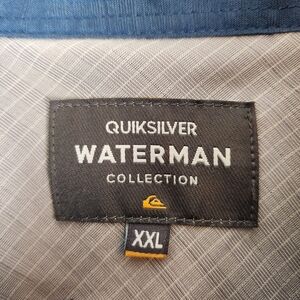 QUIKSILVER
WATERMAN
COLLECTION
XXL